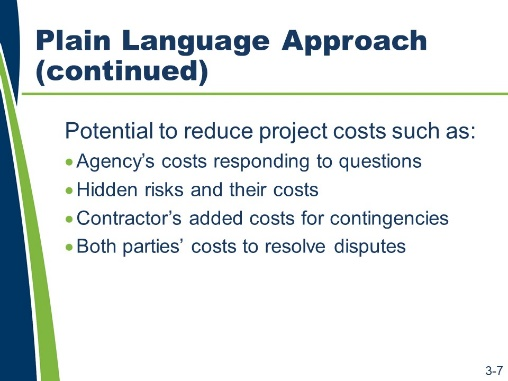 Plain Language Approach
(continued)
Potential to reduce project costs such as:
• Agency's costs responding to questions
• Hidden risks and their costs
• Contractor's added costs for contingencies
• Both parties' costs to resolve disputes
3-7